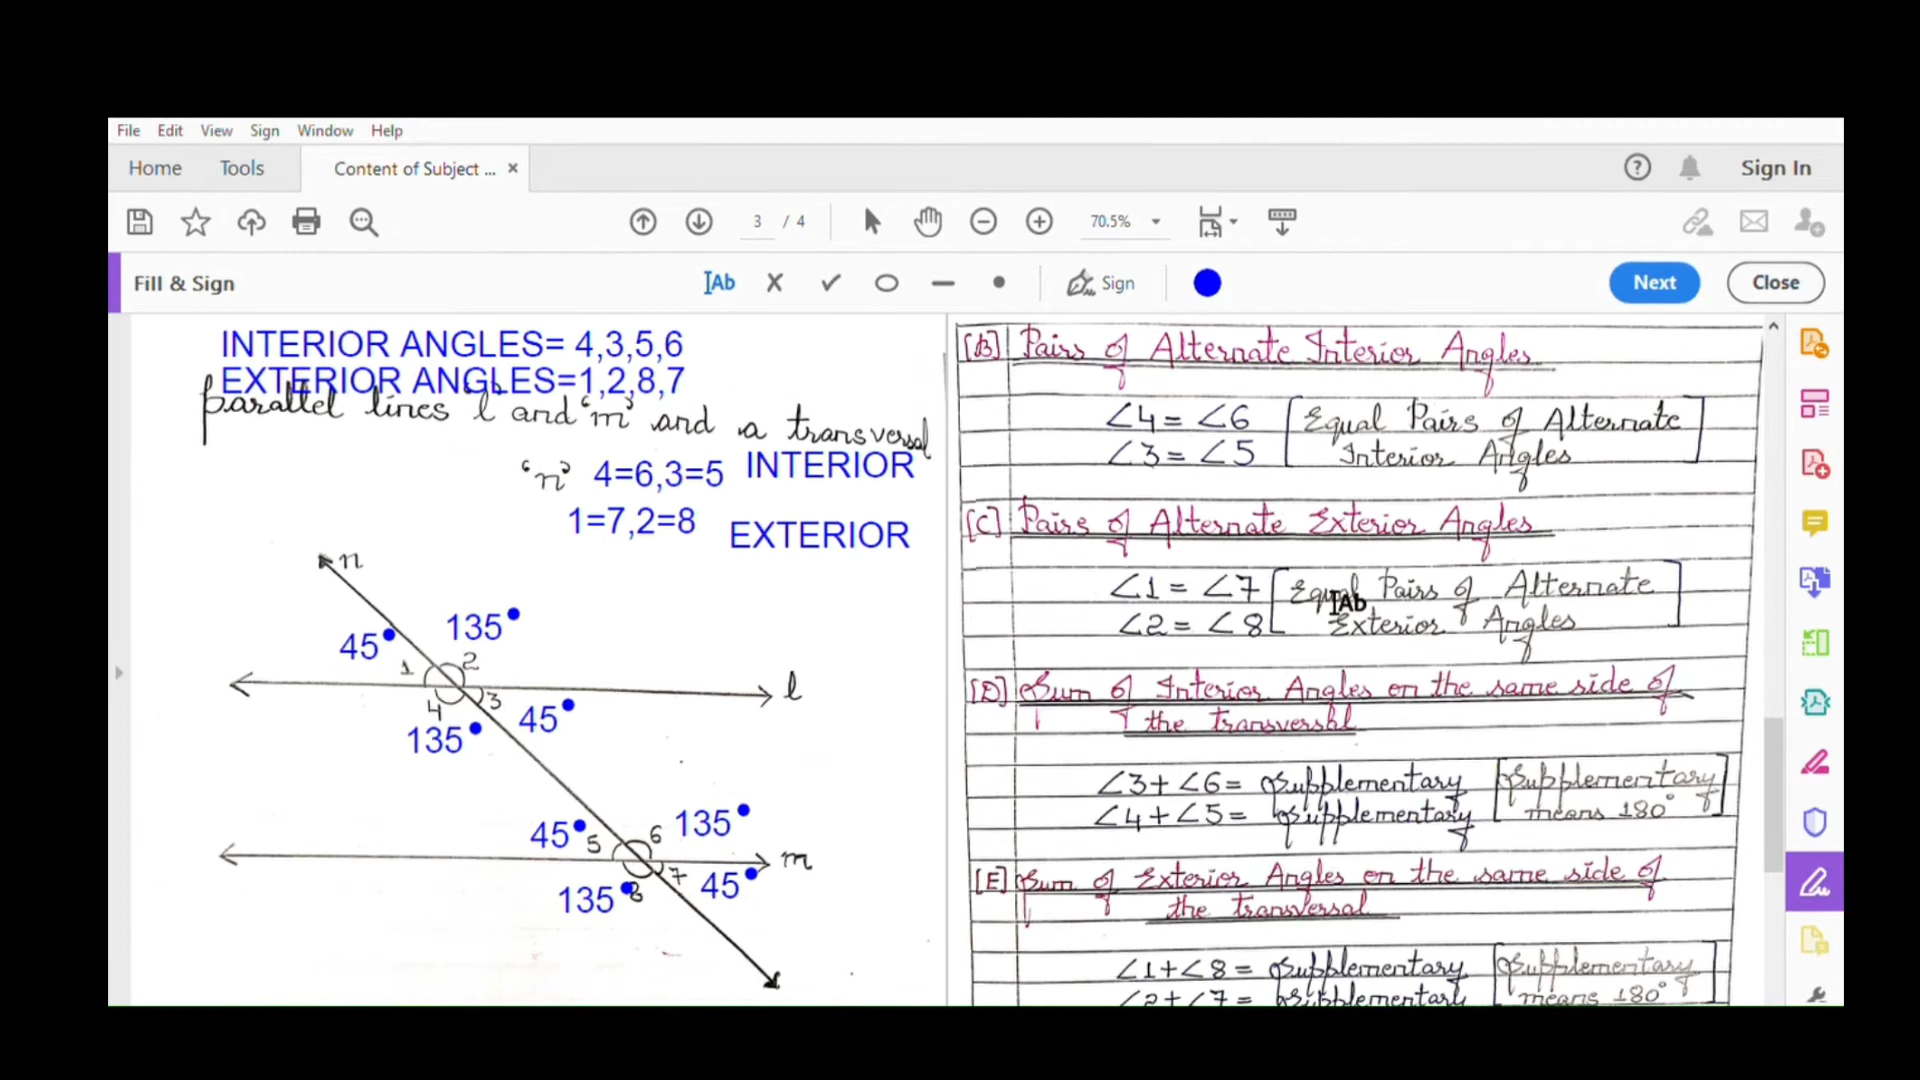 File Edit View Sign Window Help
Home Tools Content of Subject ... × Sign In
3 / 4 70.5%
Fill & Sign Ab Sign Next Close
INTERIOR ANGLES= 4,3,5,6
EXTERIOR ANGLES=1,2,8,7
parallel lines 'l' and 'm' and a transversal
'n' 4=6,3=5 INTERIOR
1=7,2=8 EXTERIOR
n
45• 135•
1 2
l
4 3
135• 45•
45• 5 6 135•
m
135• 8 7 45•
[B] Pairs of Alternate Interior Angles
∠4 = ∠6 [Equal Pairs of Alternate
∠3 = ∠5 Interior Angles]
[C] Pairs of Alternate Exterior Angles
∠1 = ∠7 [Equal Pairs of Alternate
∠2 = ∠8 Exterior Angles]
[D] Sum of Interior Angles on the same side of
the transversal
∠3+∠6= Supplementary [Supplementary
∠4+∠5= Supplementary means 180°]
[E] Sum of Exterior Angles on the same side of
the transversal
∠1+∠8 = Supplementary [Supplementary
∠2+∠7 = Supplementary means 180°]